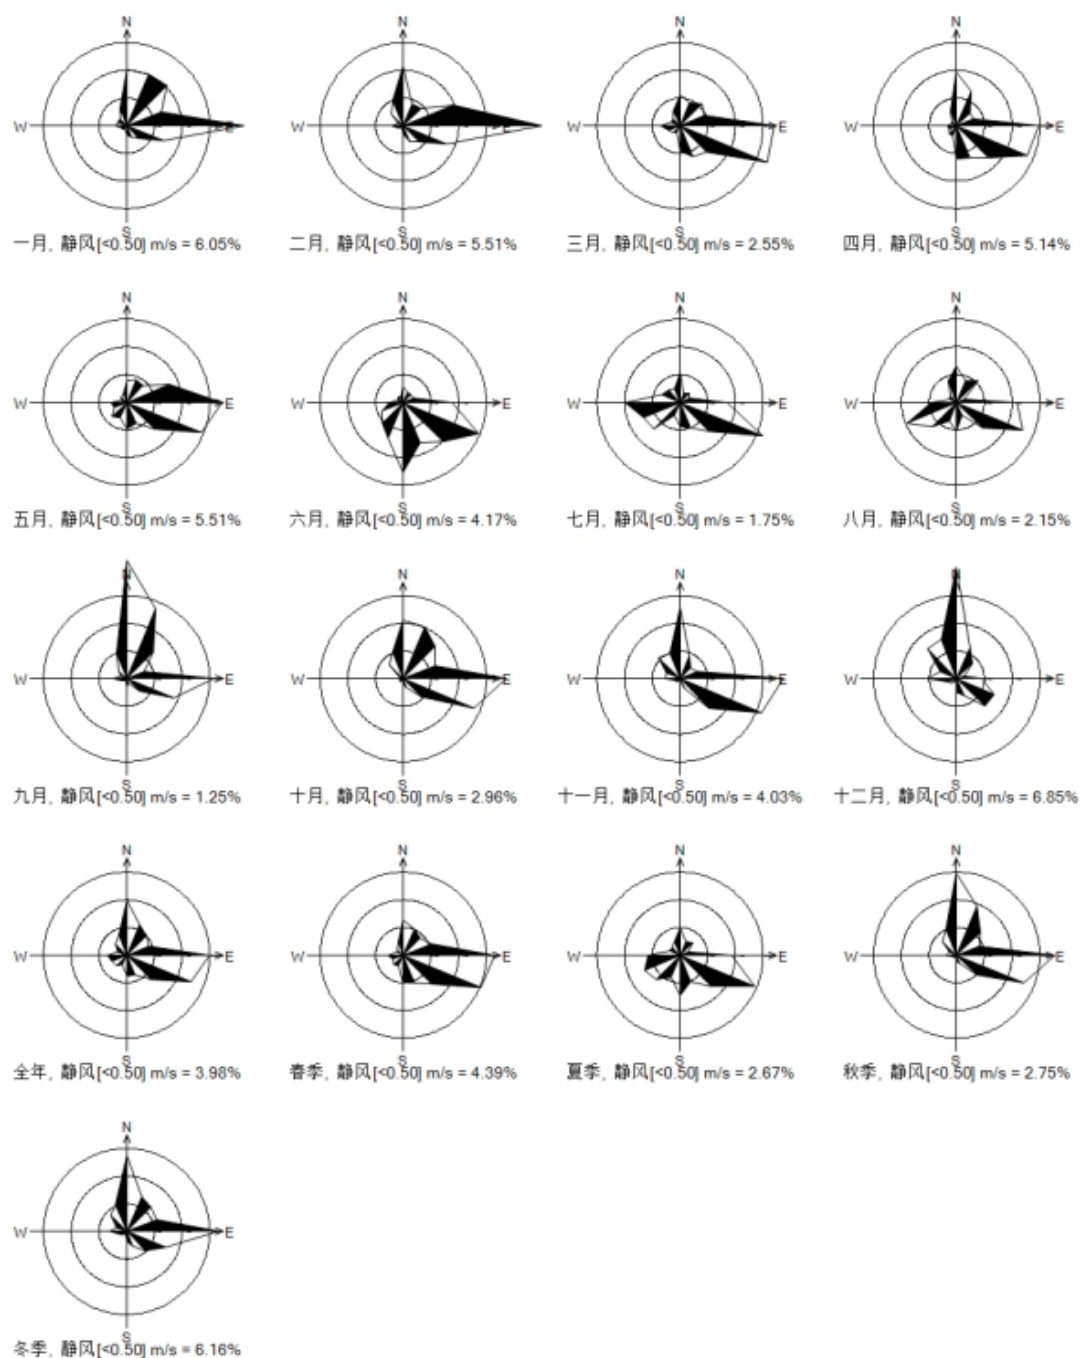 N N N N
W E W E W E W E
S S S S
一月, 静风[<0.50] m/s = 6.05% 二月, 静风[<0.50] m/s = 5.51% 三月, 静风[<0.50] m/s = 2.55% 四月, 静风[<0.50] m/s = 5.14%
N N N N
W E W E W E W E
S S S S
五月, 静风[<0.50] m/s = 5.51% 六月, 静风[<0.50] m/s = 4.17% 七月, 静风[<0.50] m/s = 1.75% 八月, 静风[<0.50] m/s = 2.15%
N N N N
W E W E W E W E
S S S S
九月, 静风[<0.50] m/s = 1.25% 十月, 静风[<0.50] m/s = 2.96% 十一月, 静风[<0.50] m/s = 4.03% 十二月, 静风[<0.50] m/s = 6.85%
N N N N
W E W E W E W E
S S S S
全年, 静风[<0.50] m/s = 3.98% 春季, 静风[<0.50] m/s = 4.39% 夏季, 静风[<0.50] m/s = 2.67% 秋季, 静风[<0.50] m/s = 2.75%
N
W E
S
冬季, 静风[<0.50] m/s = 6.16%